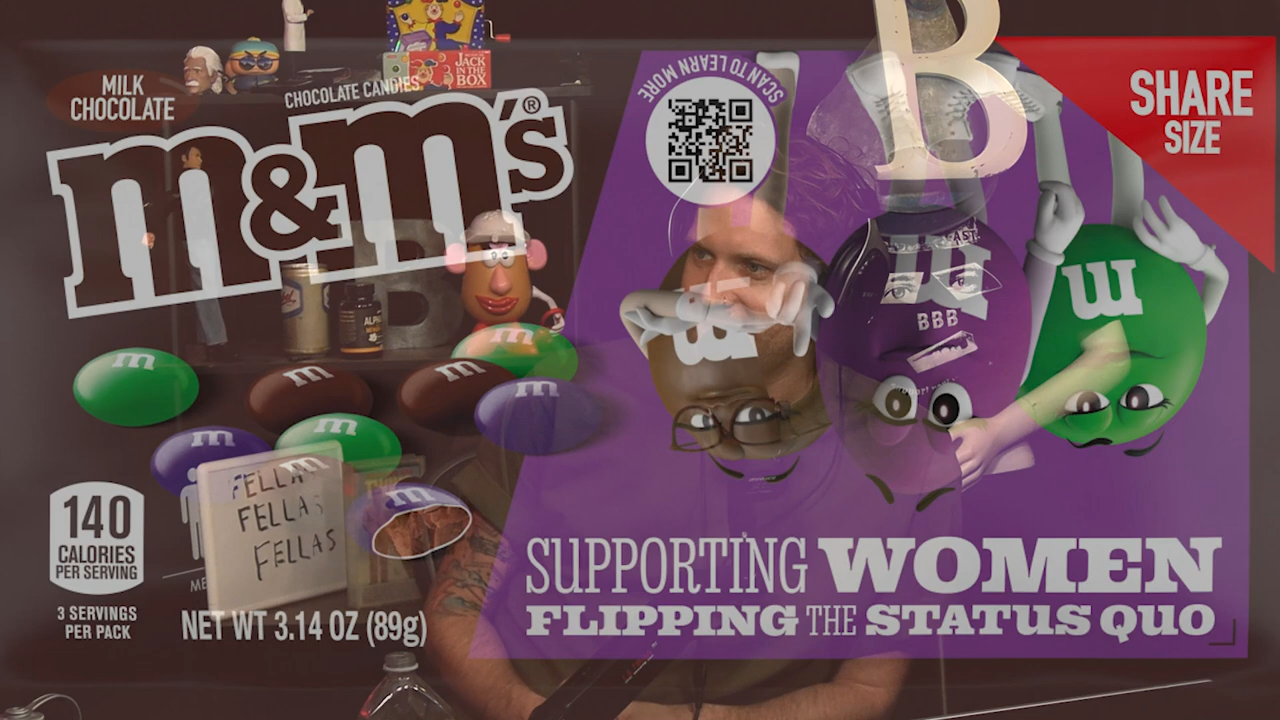 MILK
CHOCOLATE
CHOCOLATE CANDIES
m&m's®
JACK
IN THE
BOX
SCAN TO LEARN MORE
B
SHARE
SIZE
B
m
m
m
m
m
m
m
m
m
m
m
m
BBB
FELLAS
FELLAS
FELLAS
140
CALORIES
PER SERVING
3 SERVINGS
PER PACK
NET WT 3.14 OZ (89g)
SUPPORTING WOMEN
FLIPPING THE STATUS QUO